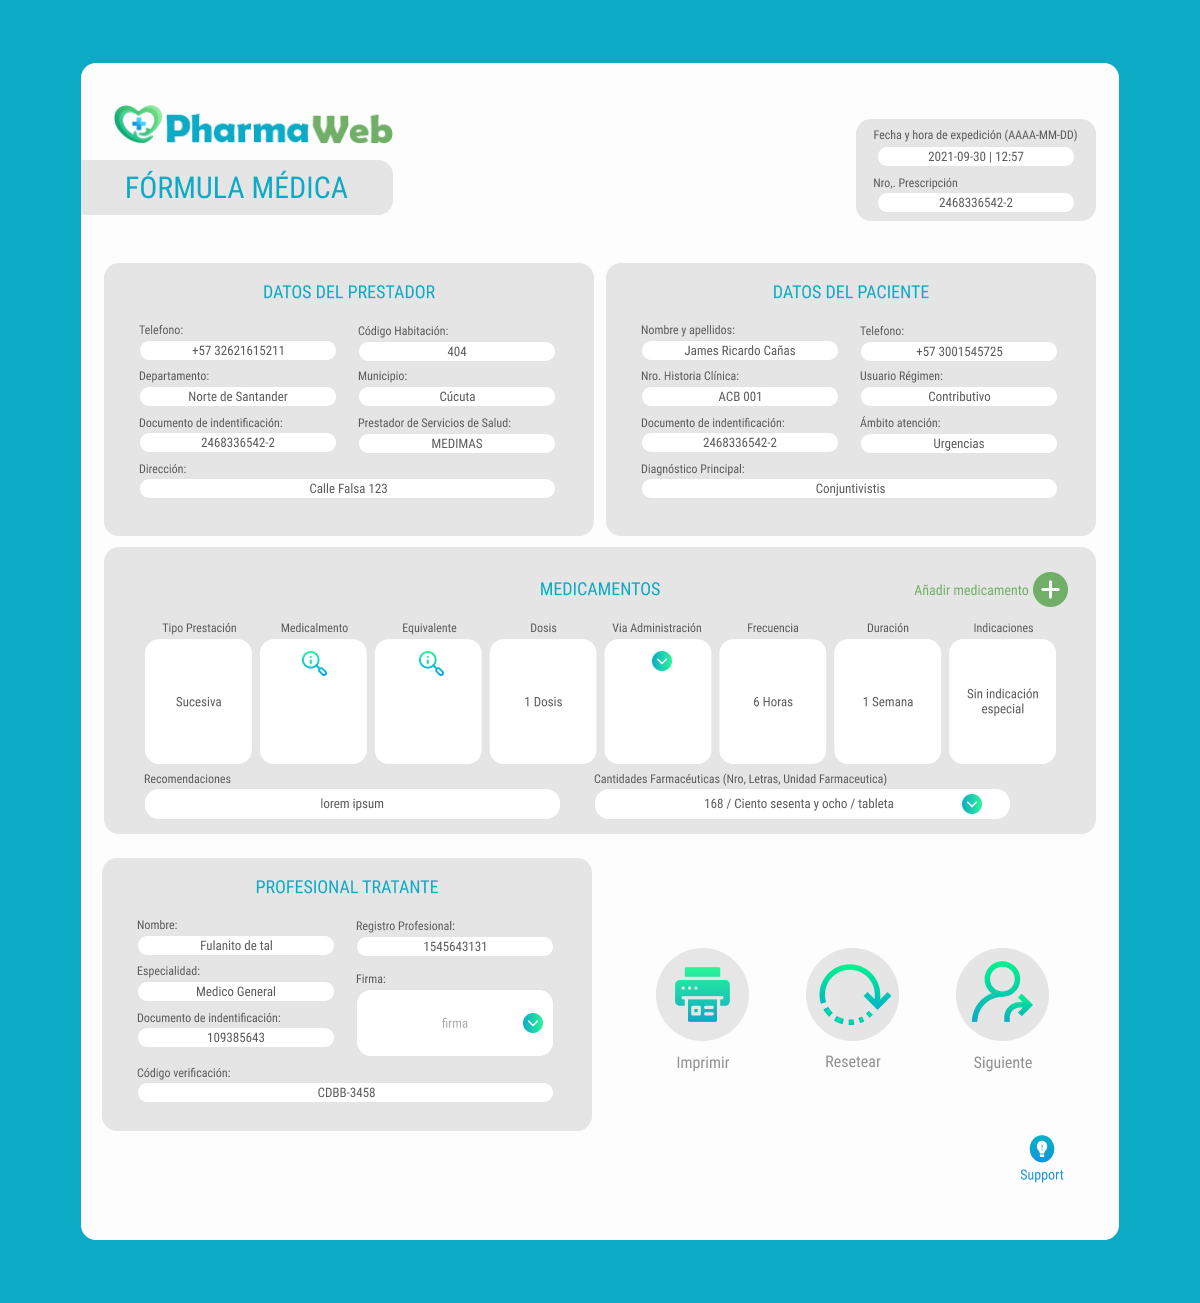 PharmaWeb
FÓRMULA MÉDICA
Fecha y hora de expedición (AAAA-MM-DD)
2021-09-30 | 12:57
Nro,. Prescripción
2468336542-2
DATOS DEL PRESTADOR
Telefono:
+57 32621615211
Código Habitación:
404
Departamento:
Norte de Santander
Municipio:
Cúcuta
Documento de indentificación:
2468336542-2
Prestador de Servicios de Salud:
MEDIMAS
Dirección:
Calle Falsa 123
DATOS DEL PACIENTE
Nombre y apellidos:
James Ricardo Cañas
Telefono:
+57 3001545725
Nro. Historia Clínica:
ACB 001
Usuario Régimen:
Contributivo
Documento de indentificación:
2468336542-2
Ámbito atención:
Urgencias
Diagnóstico Principal:
Conjuntivistis
MEDICAMENTOS
Añadir medicamento
Tipo Prestación
Medicalmento
Equivalente
Dosis
Via Administración
Frecuencia
Duración
Indicaciones
Sucesiva
1 Dosis
6 Horas
1 Semana
Sin indicación
especial
Recomendaciones
lorem ipsum
Cantidades Farmacéuticas (Nro, Letras, Unidad Farmaceutica)
168 / Ciento sesenta y ocho / tableta
PROFESIONAL TRATANTE
Nombre:
Fulanito de tal
Registro Profesional:
1545643131
Especialidad:
Medico General
Firma:
firma
Documento de indentificación:
109385643
Código verificación:
CDBB-3458
Imprimir
Resetear
Siguiente
Support